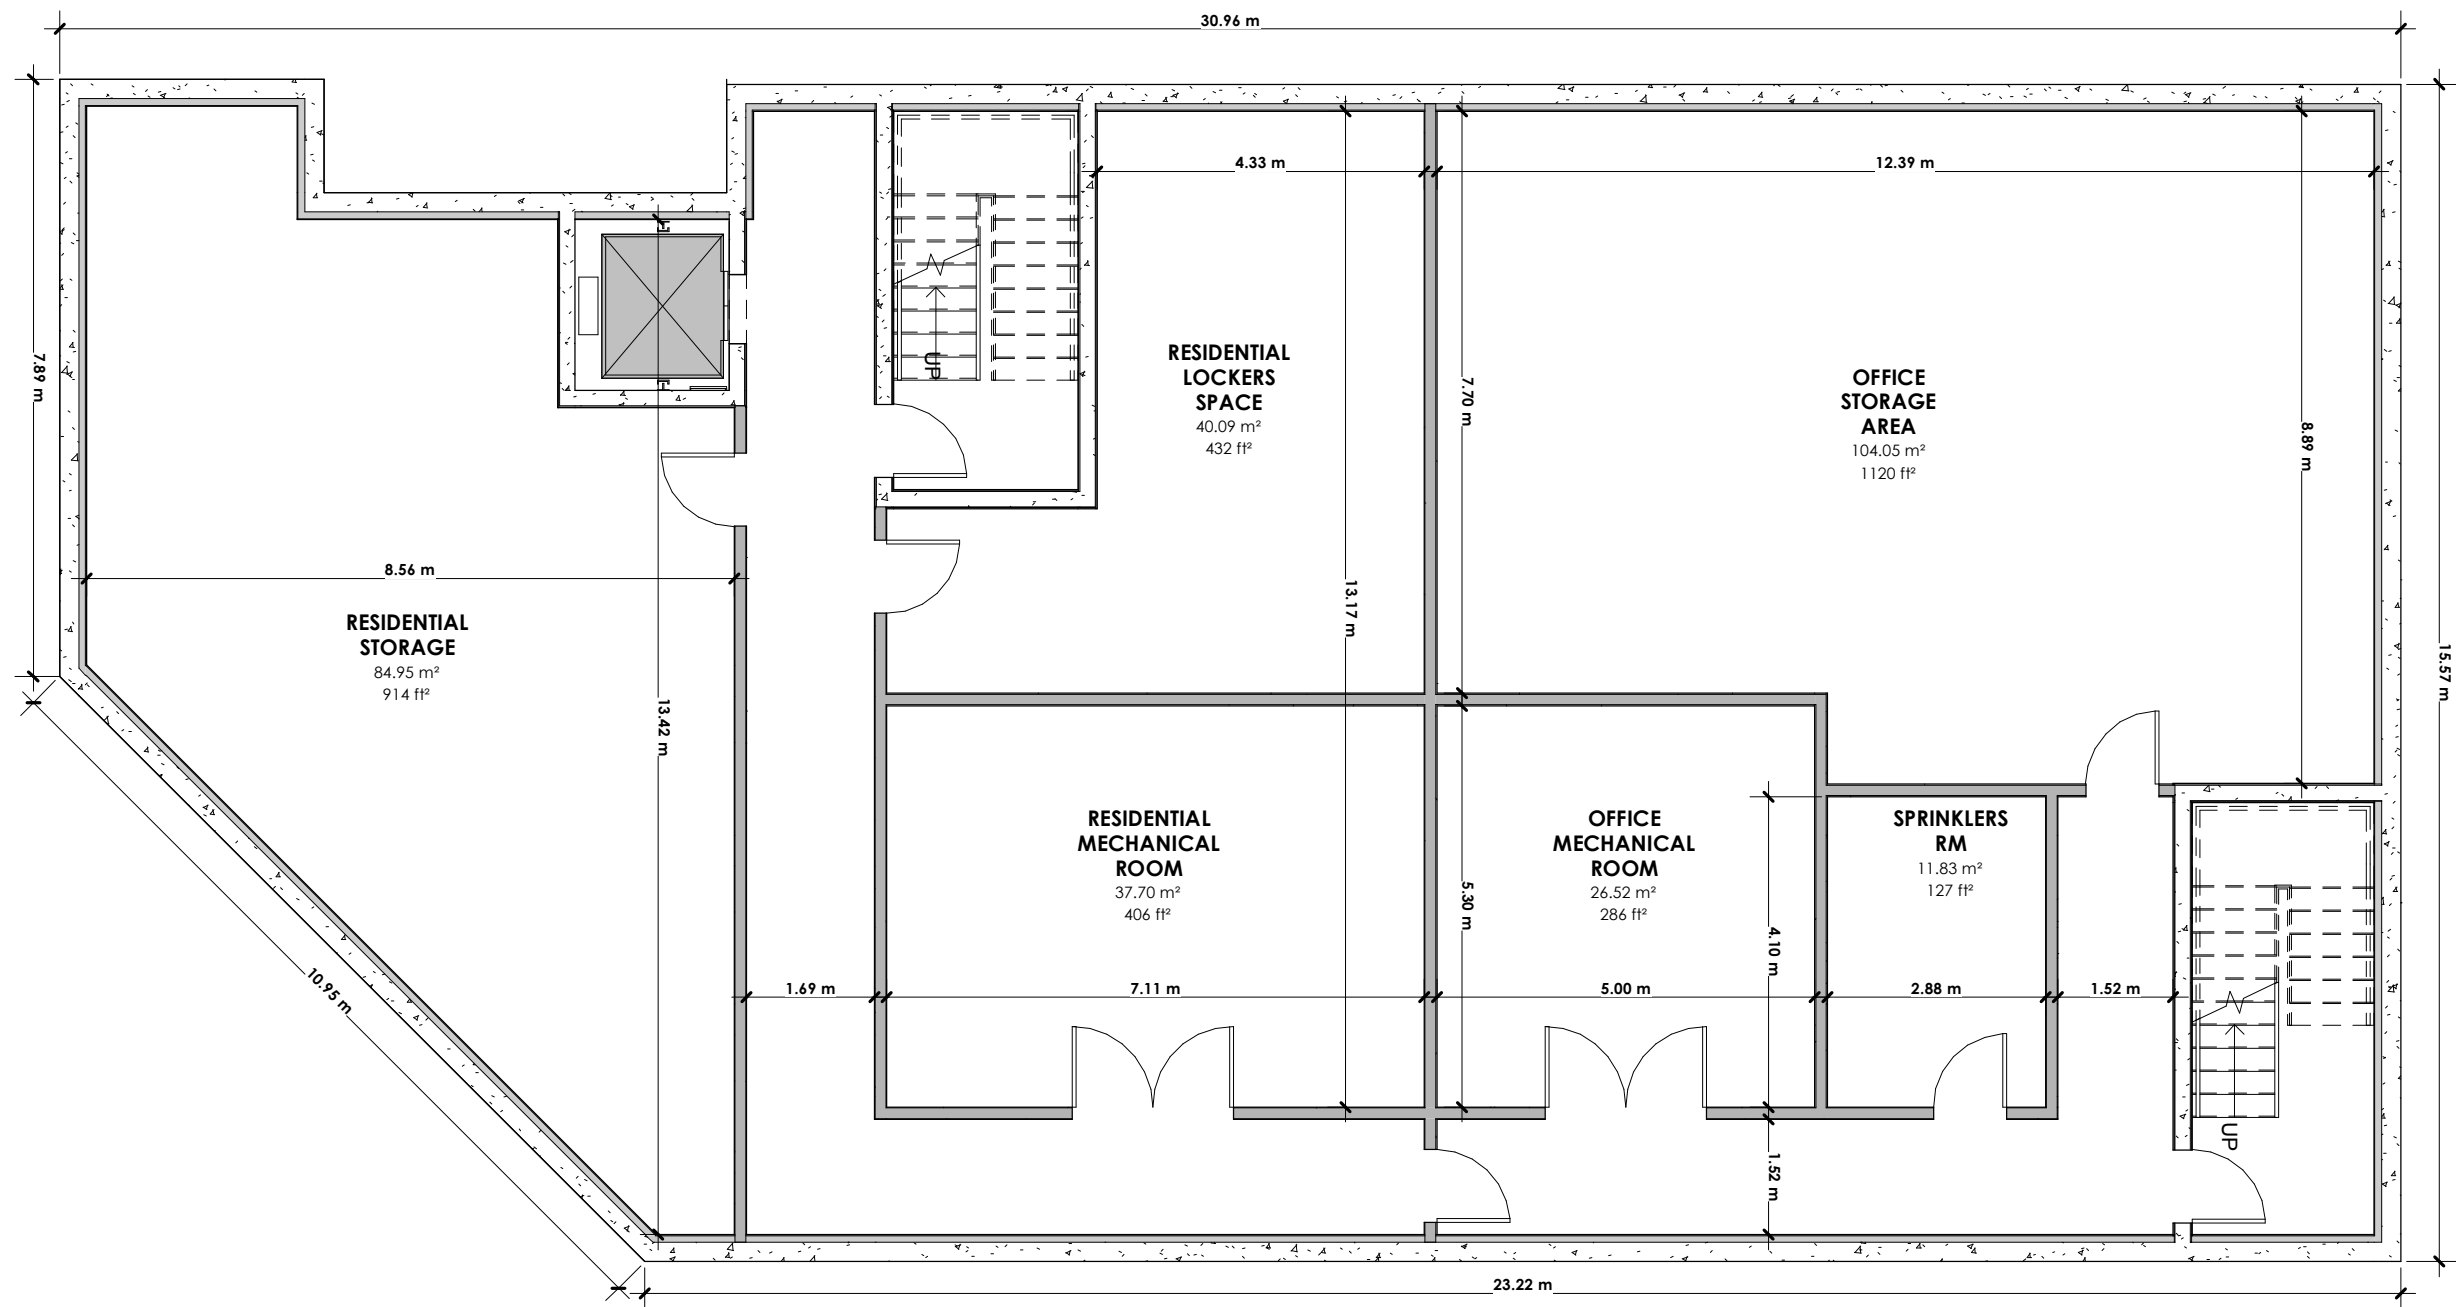 30.96 m
4.33 m
12.39 m
7.89 m
UP
RESIDENTIAL
LOCKERS
SPACE
40.09 m²
432 ft²
7.70 m
OFFICE
STORAGE
AREA
104.05 m²
1120 ft²
8.89 m
8.56 m
13.17 m
RESIDENTIAL
STORAGE
84.95 m²
914 ft²
15.57 m
13.42 m
RESIDENTIAL
MECHANICAL
ROOM
37.70 m²
406 ft²
5.30 m
OFFICE
MECHANICAL
ROOM
26.52 m²
286 ft²
4.10 m
SPRINKLERS
RM
11.83 m²
127 ft²
10.95 m
1.69 m
7.11 m
5.00 m
2.88 m
1.52 m
UP
1.52 m
23.22 m